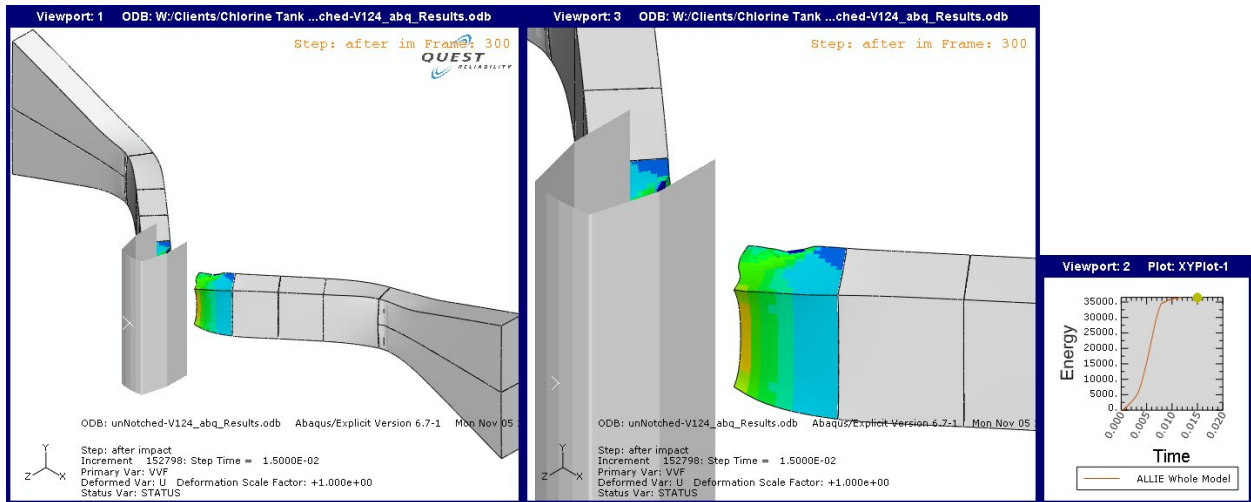 Viewport: 1 ODB: W:/Clients/Chlorine Tank ...ched-V124_abq_Results.odb
Step: after im Frame: 300
QUEST
RELIABILITY
ODB: unNotched-V124_abq_Results.odb Abaqus/Explicit Version 6.7-1 Mon Nov 05
Y
Z X
Step: after impact
Increment 152798: Step Time = 1.5000E-02
Primary Var: VVF
Deformed Var: U Deformation Scale Factor: +1.000e+00
Status Var: STATUS
Viewport: 3 ODB: W:/Clients/Chlorine Tank ...ched-V124_abq_Results.odb
Step: after im Frame: 300
ODB: unNotched-V124_abq_Results.odb Abaqus/Explicit Version 6.7-1 Mon Nov 05
Y
Z X
Step: after impact
Increment 152798: Step Time = 1.5000E-02
Primary Var: VVF
Deformed Var: U Deformation Scale Factor: +1.000e+00
Status Var: STATUS
Viewport: 2 Plot: XYPlot-1
Energy
35000.
30000.
25000.
20000.
15000.
10000.
5000.
0.
0.000 0.005 0.010 0.015 0.020
Time
ALLIE Whole Model